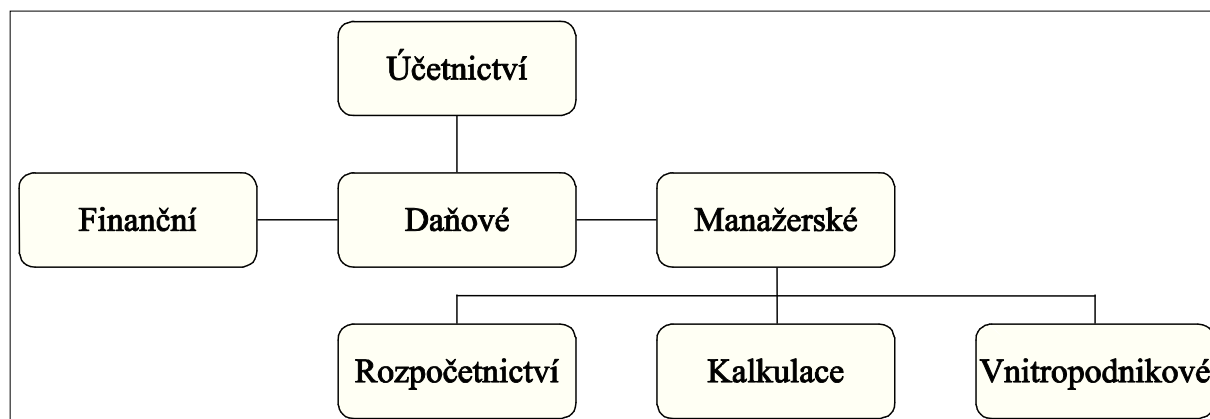 Účetnictví
Finanční
Daňové
Manažerské
Rozpočetnictví
Kalkulace
Vnitropodnikové